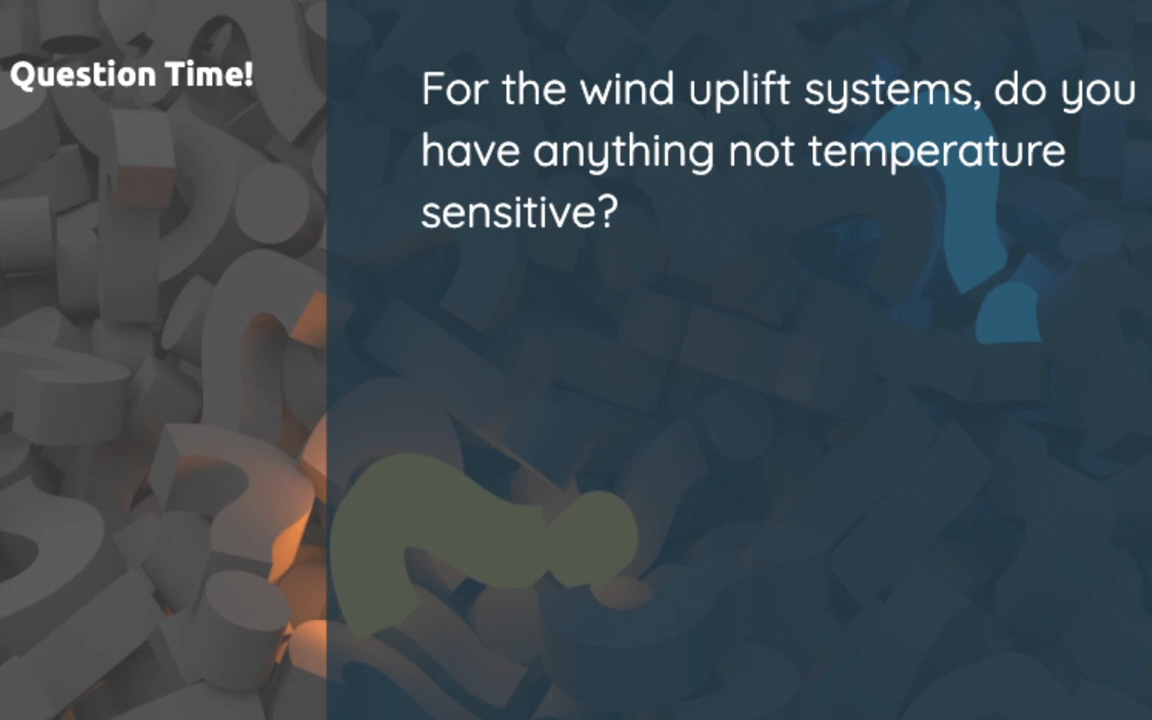 Question Time!
For the wind uplift systems, do you
have anything not temperature
sensitive?